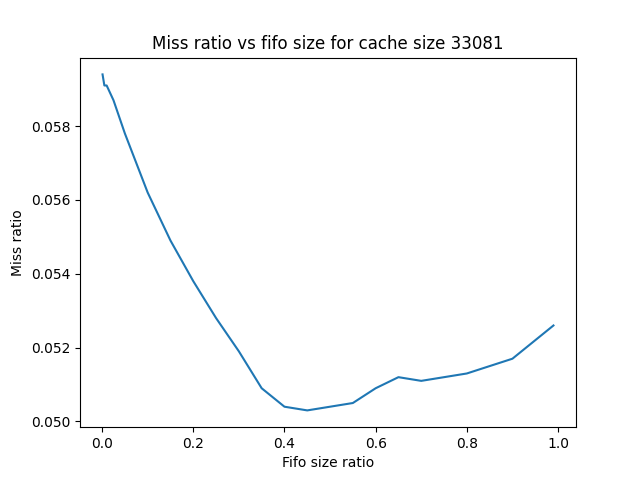 Miss ratio vs fifo size for cache size 33081
0.058
0.056
0.054
0.052
0.050
Miss ratio
0.0 0.2 0.4 0.6 0.8 1.0
Fifo size ratio